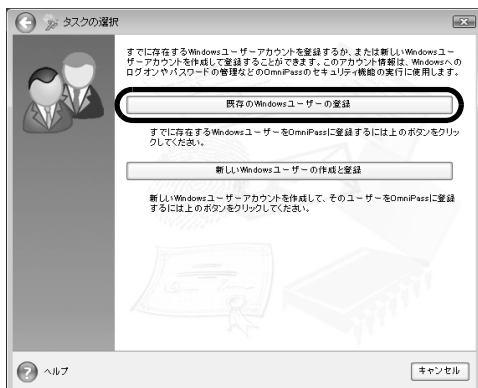 タスクの選択
すでに存在するWindowsユーザーアカウントを登録するか、または新しいWindowsユー
ザーアカウントを作成して登録することができます。このアカウント情報は、Windowsへの
ログオンやパスワードの管理などのOmniPassのセキュリティ機能の実行に使用します。
既存のWindowsユーザーの登録
すでに存在するWindowsユーザーをOmniPassに登録するには上のボタンをクリッ
クしてください。
新しいWindowsユーザーの作成と登録
新しいWindowsユーザーアカウントを作成して、そのユーザーをOmniPassに登録
するには上のボタンをクリックしてください。
ヘルプ
キャンセル